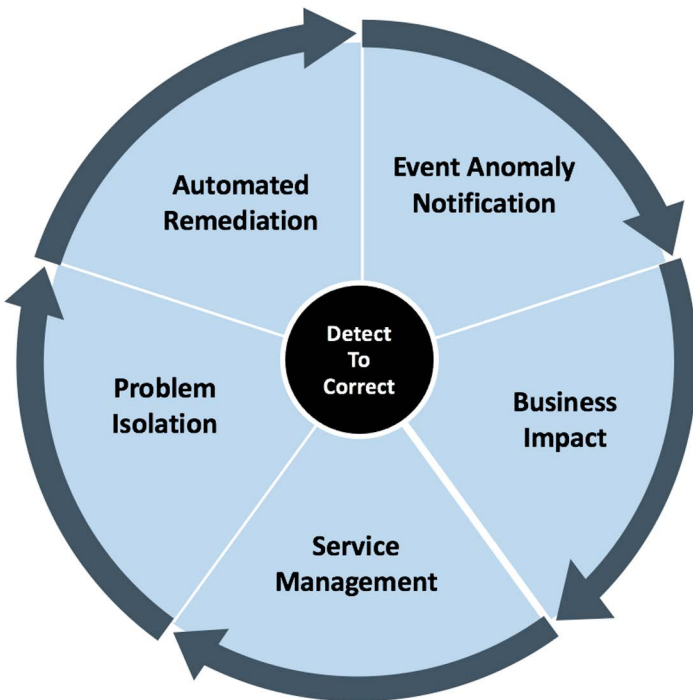 Automated
Remediation
Event Anomaly
Notification
Detect
To
Correct
Problem
Isolation
Business
Impact
Service
Management